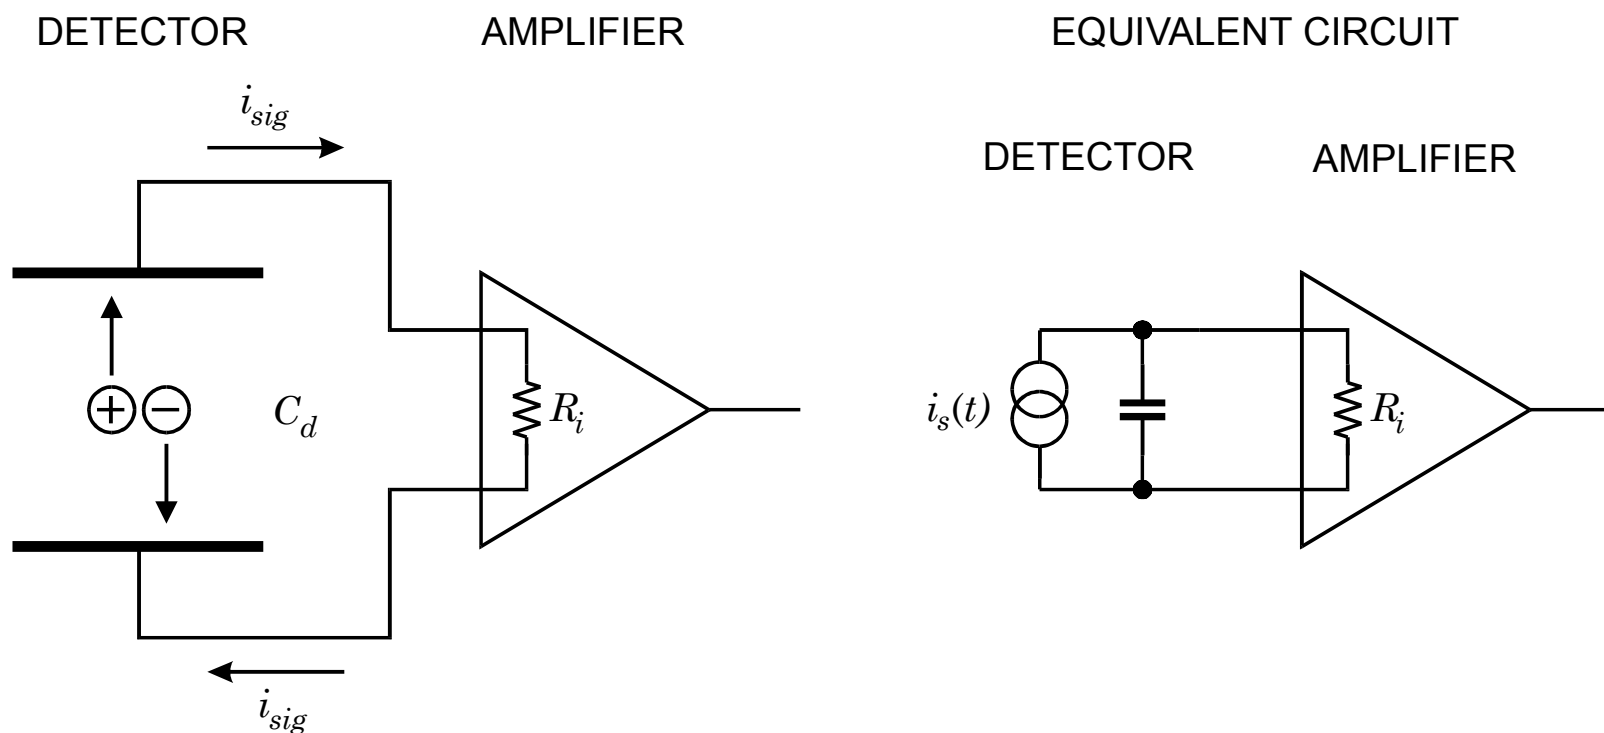 DETECTOR AMPLIFIER EQUIVALENT CIRCUIT
i_sig
DETECTOR AMPLIFIER
+ − C_d R_i i_s(t) R_i
i_sig